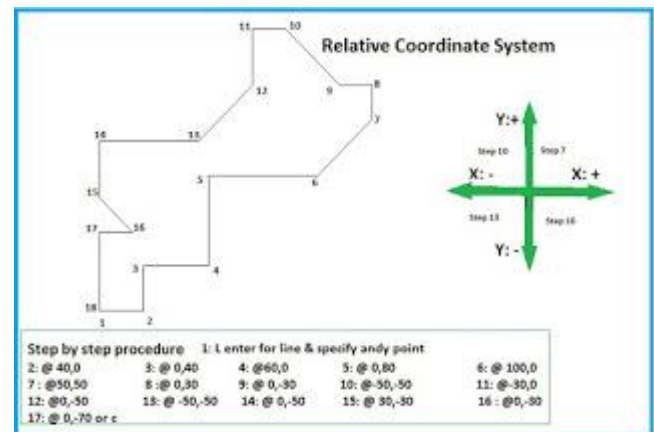 11 10
Relative Coordinate System
9 8
12
7
Y:+
Step 10 Step 7
14 13
X: - X: +
5 6
15
Step 13 Step 16
17 16
Y: -
3 4
18
1 2
Step by step procedure 1: L enter for line & specify andy point
2: @ 40,0 3: @ 0,40 4: @60,0 5: @ 0,80 6: @ 100,0
7 : @50,50 8 :@ 0,30 9: @ 0,-30 10: @-50,-50 11: @-30,0
12: @0,-50 13: @ -50,-50 14: @ 0,-50 15: @ 30,-30 16 : @0,-30
17: @ 0,-70 or c